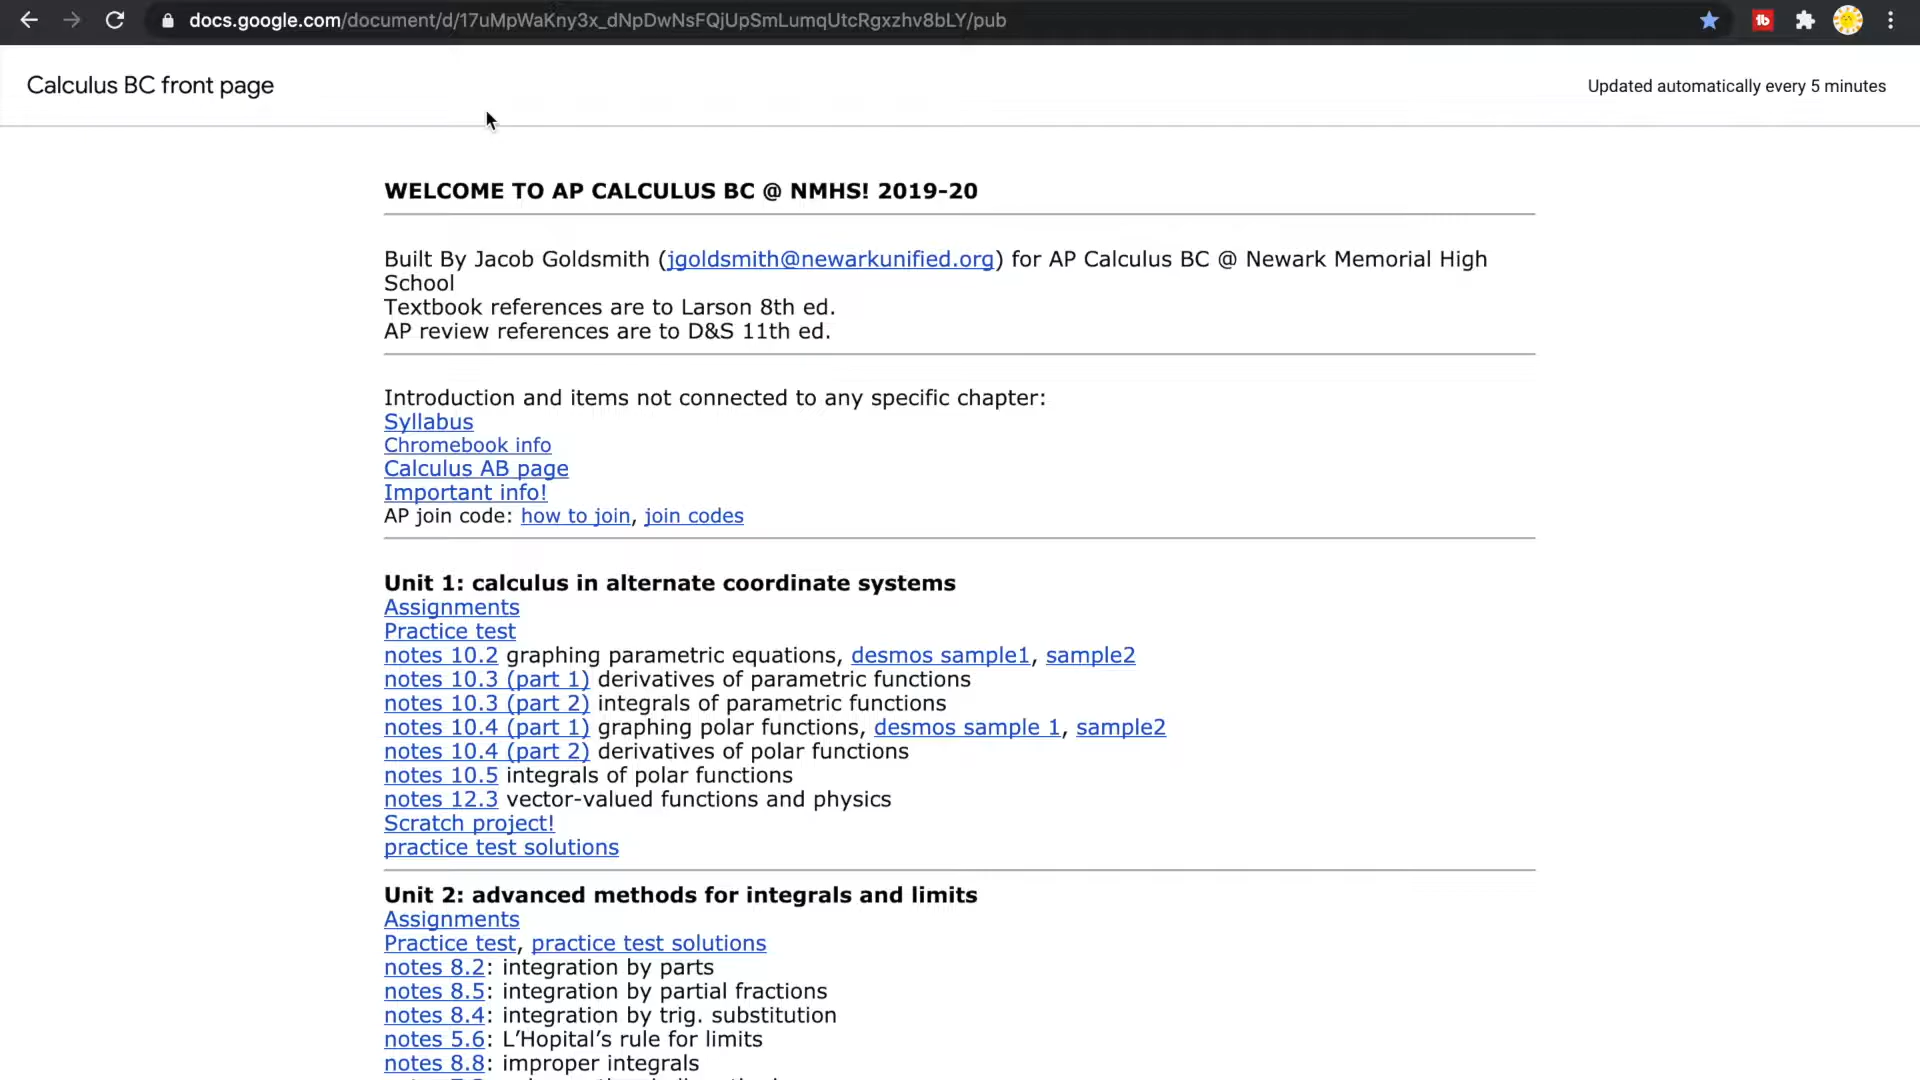 docs.google.com/document/d/17uMpWaKny3x_dNpDwNsFQjUpSmLumqUtcRgxzhv8bLY/pub
Calculus BC front page
Updated automatically every 5 minutes
WELCOME TO AP CALCULUS BC @ NMHS! 2019-20
Built By Jacob Goldsmith (jgoldsmith@newarkunified.org) for AP Calculus BC @ Newark Memorial High
School
Textbook references are to Larson 8th ed.
AP review references are to D&S 11th ed.
Introduction and items not connected to any specific chapter:
Syllabus
Chromebook info
Calculus AB page
Important info!
AP join code: how to join, join codes
Unit 1: calculus in alternate coordinate systems
Assignments
Practice test
notes 10.2 graphing parametric equations, desmos sample1, sample2
notes 10.3 (part 1) derivatives of parametric functions
notes 10.3 (part 2) integrals of parametric functions
notes 10.4 (part 1) graphing polar functions, desmos sample 1, sample2
notes 10.4 (part 2) derivatives of polar functions
notes 10.5 integrals of polar functions
notes 12.3 vector-valued functions and physics
Scratch project!
practice test solutions
Unit 2: advanced methods for integrals and limits
Assignments
Practice test, practice test solutions
notes 8.2: integration by parts
notes 8.5: integration by partial fractions
notes 8.4: integration by trig. substitution
notes 5.6: L’Hopital’s rule for limits
notes 8.8: improper integrals